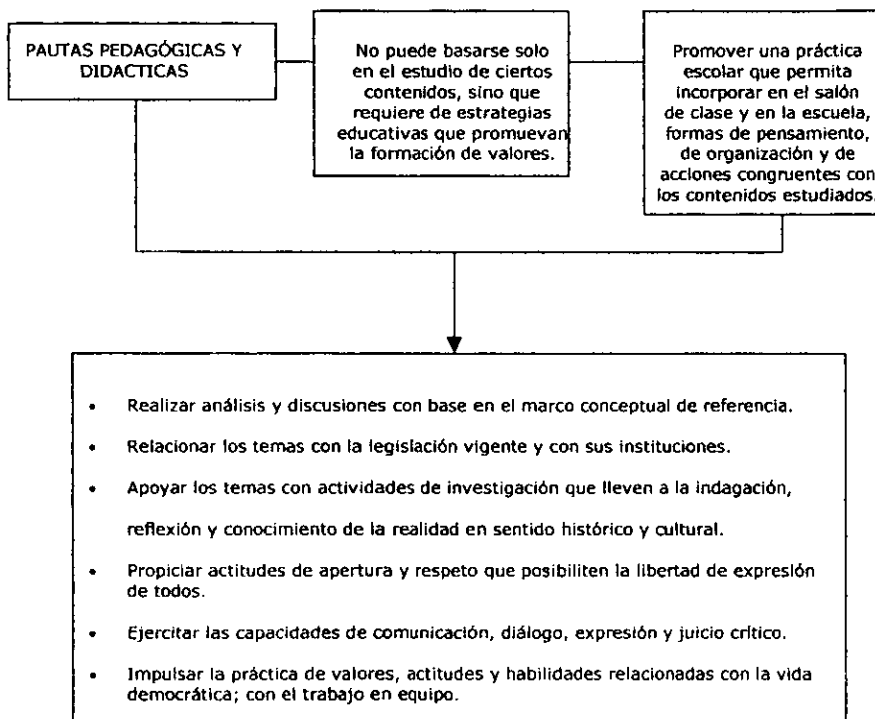 PAUTAS PEDAGÓGICAS Y
DIDACTICAS
No puede basarse solo
en el estudio de ciertos
contenidos, sino que
requiere de estrategias
educativas que promuevan
la formación de valores.
Promover una práctica
escolar que permita
incorporar en el salón
de clase y en la escuela,
formas de pensamiento,
de organización y de
acciones congruentes con
los contenidos estudiados.
• Realizar análisis y discusiones con base en el marco conceptual de referencia.
• Relacionar los temas con la legislación vigente y con sus instituciones.
• Apoyar los temas con actividades de investigación que lleven a la indagación,
reflexión y conocimiento de la realidad en sentido histórico y cultural.
• Propiciar actitudes de apertura y respeto que posibiliten la libertad de expresión
de todos.
• Ejercitar las capacidades de comunicación, diálogo, expresión y juicio crítico.
• Impulsar la práctica de valores, actitudes y habilidades relacionadas con la vida
democrática; con el trabajo en equipo.